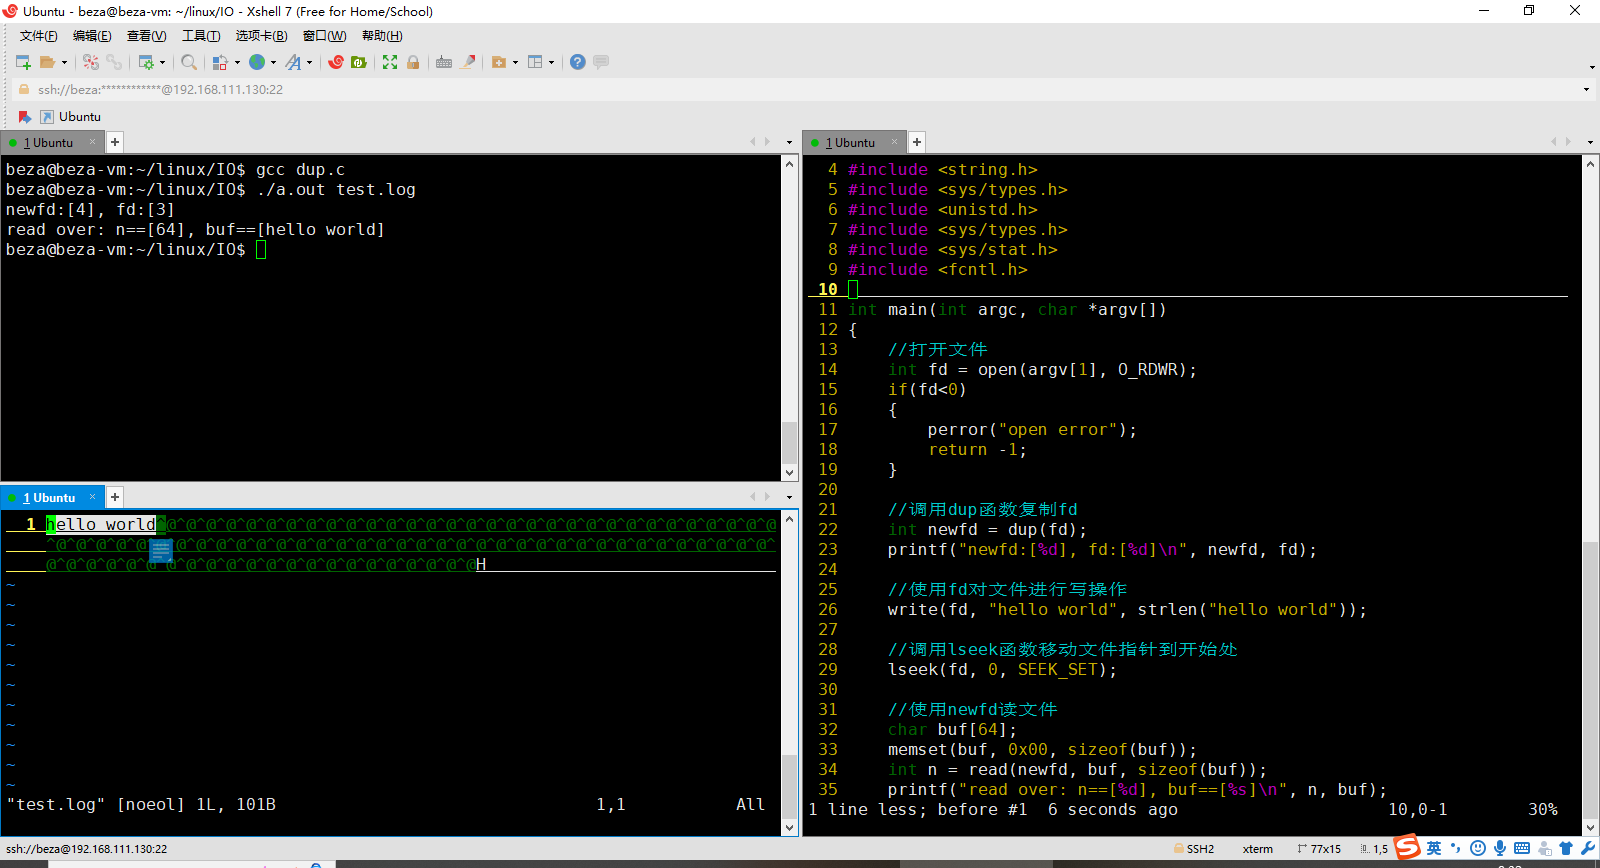 Ubuntu - beza@beza-vm: ~/linux/IO - Xshell 7 (Free for Home/School)
文件(F) 编辑(E) 查看(V) 工具(T) 选项卡(B) 窗口(W) 帮助(H)
ssh://beza:************@192.168.111.130:22
Ubuntu
1 Ubuntu × +
beza@beza-vm:~/linux/IO$ gcc dup.c
beza@beza-vm:~/linux/IO$ ./a.out test.log
newfd:[4], fd:[3]
read over: n==[64], buf==[hello world]
beza@beza-vm:~/linux/IO$
1 Ubuntu × +
1 hello world^@^@^@^@^@^@^@^@^@^@^@^@^@^@^@^@^@^@^@^@^@^@^@^@^@^@^@^@^@^@^@
^@^@^@^@^@^@^@^@^@^@^@^@^@^@^@^@^@^@^@^@^@^@^@^@^@^@^@^@^@^@^@^@^@^@^@^@^
@^@^@^@^@^@^@^@^@^@^@^@^@^@^@^@^@^@^@^@^@^@H
~
~
~
~
~
~
~
~
~
~
~
"test.log" [noeol] 1L, 101B 1,1 All
1 Ubuntu × +
4 #include <string.h>
5 #include <sys/types.h>
6 #include <unistd.h>
7 #include <sys/types.h>
8 #include <sys/stat.h>
9 #include <fcntl.h>
10
11 int main(int argc, char *argv[])
12 {
13     //打开文件
14     int fd = open(argv[1], O_RDWR);
15     if(fd<0)
16     {
17         perror("open error");
18         return -1;
19     }
20
21     //调用dup函数复制fd
22     int newfd = dup(fd);
23     printf("newfd:[%d], fd:[%d]\n", newfd, fd);
24
25     //使用fd对文件进行写操作
26     write(fd, "hello world", strlen("hello world"));
27
28     //调用lseek函数移动文件指针到开始处
29     lseek(fd, 0, SEEK_SET);
30
31     //使用newfd读文件
32     char buf[64];
33     memset(buf, 0x00, sizeof(buf));
34     int n = read(newfd, buf, sizeof(buf));
35     printf("read over: n==[%d], buf==[%s]\n", n, buf);
1 line less; before #1  6 seconds ago 10,0-1 30%
ssh://beza@192.168.111.130:22 SSH2 xterm 77x15 1,5 英